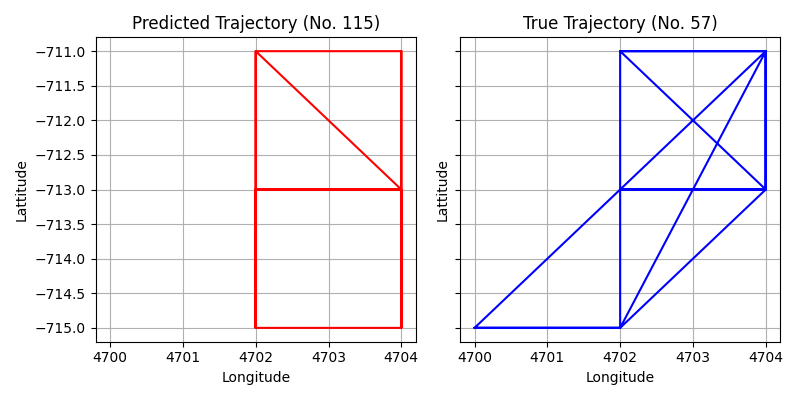 Predicted Trajectory (No. 115)
True Trajectory (No. 57)
−711.0
−711.5
−712.0
−712.5
−713.0
−713.5
−714.0
−714.5
−715.0
Lattitude
Lattitude
4700 4701 4702 4703 4704
4700 4701 4702 4703 4704
Longitude
Longitude